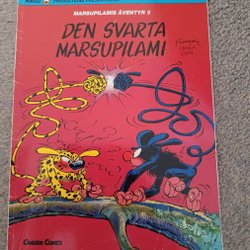 MARSUPILAMIS ÄVENTYR 3
DEN SVARTA
MARSUPILAMI
CARLSEN COMICS